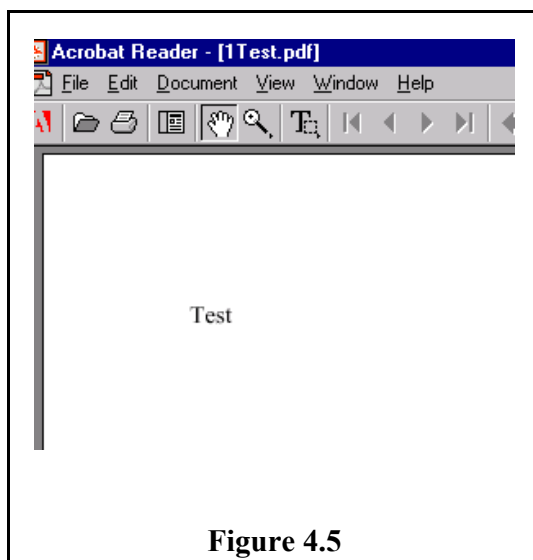 Acrobat Reader - [1Test.pdf]
File Edit Document View Window Help
Test
Figure 4.5